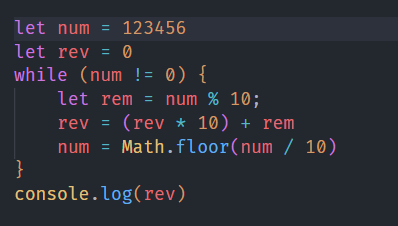 let num = 123456
let rev = 0
while (num != 0) {
    let rem = num % 10;
    rev = (rev * 10) + rem
    num = Math.floor(num / 10)
}
console.log(rev)